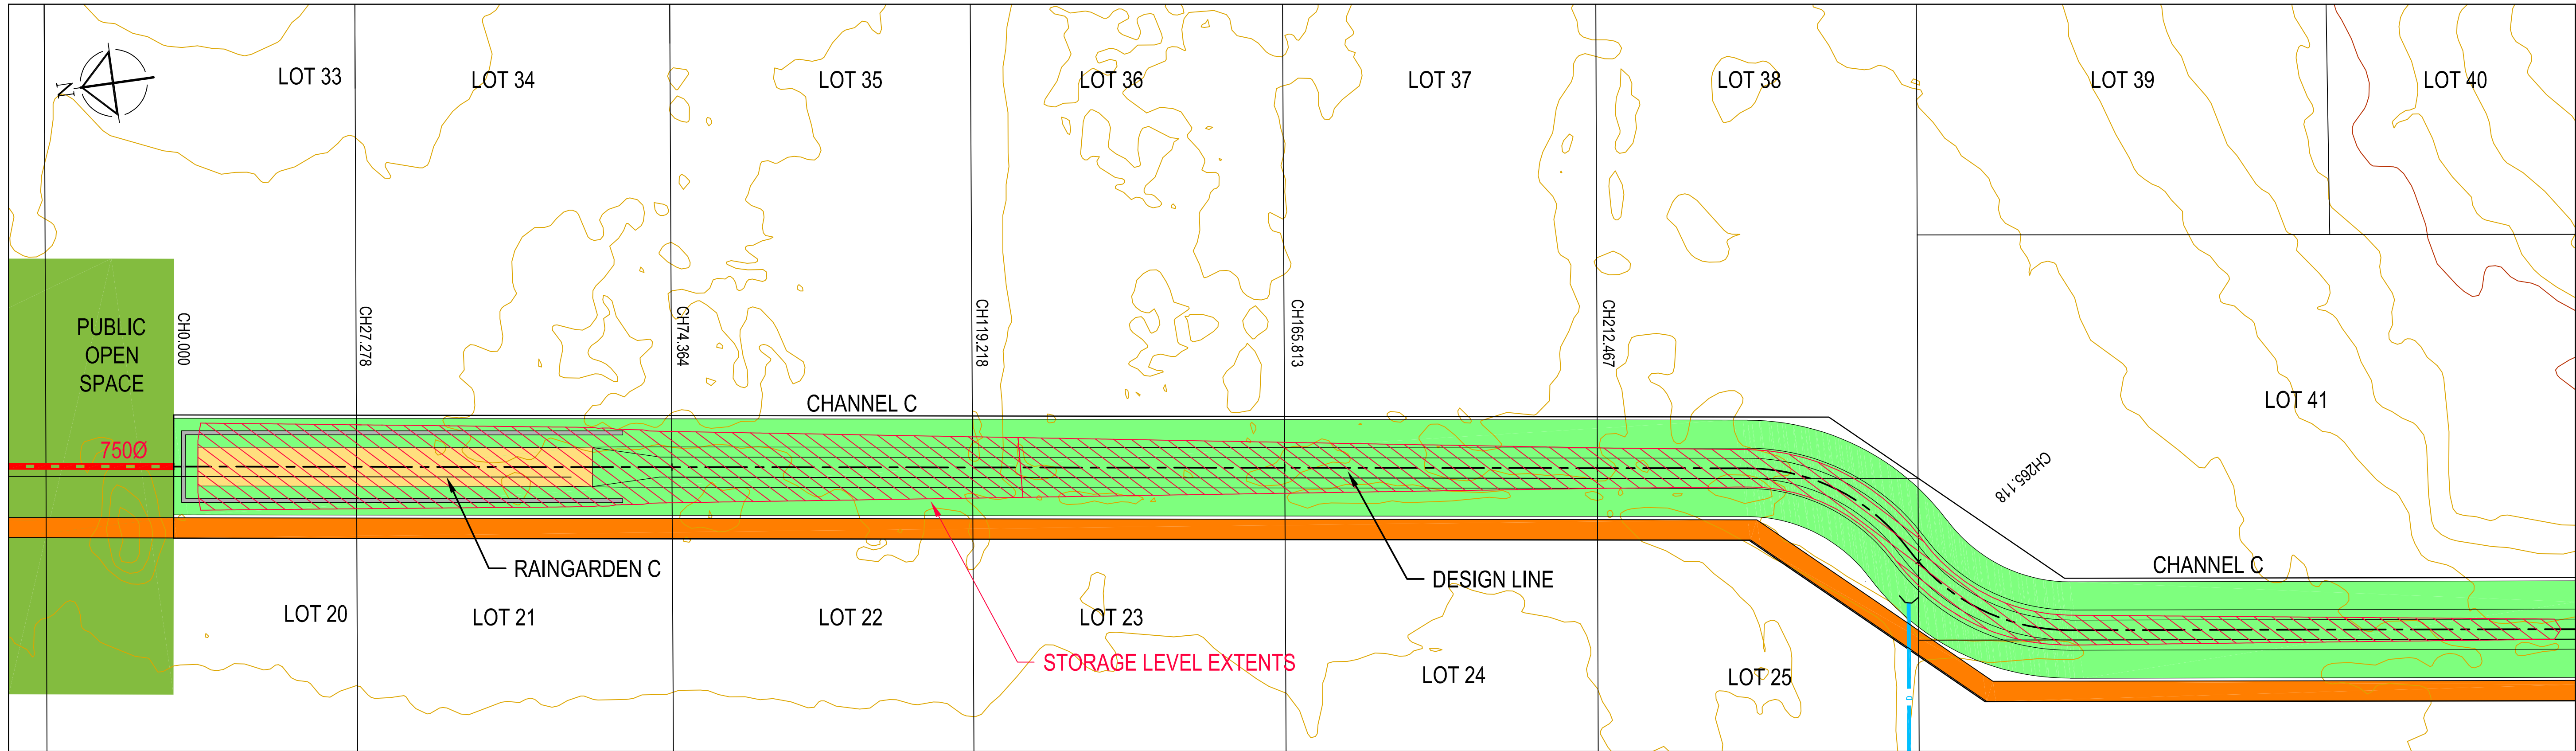 N
LOT 33
LOT 34
LOT 35
LOT 36
LOT 37
LOT 38
LOT 39
LOT 40
PUBLIC
OPEN
SPACE
CH0.000
CH27.278
CH74.364
CH119.218
CH165.813
CH212.467
CH265.118
LOT 41
CHANNEL C
750Ø
RAINGARDEN C
DESIGN LINE
CHANNEL C
LOT 20
LOT 21
LOT 22
LOT 23
STORAGE LEVEL EXTENTS
LOT 24
LOT 25
D